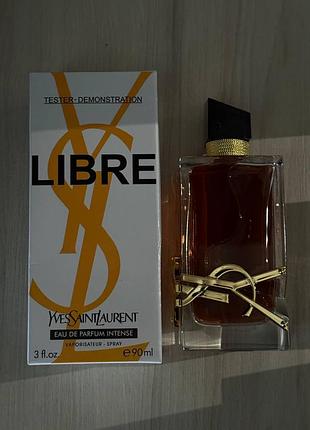 TESTER-DEMONSTRATION
LIBRE
YVESSAINTLAURENT
EAU DE PARFUM INTENSE
VAPORISATEUR - SPRAY
3 fl.oz. ℮90ml